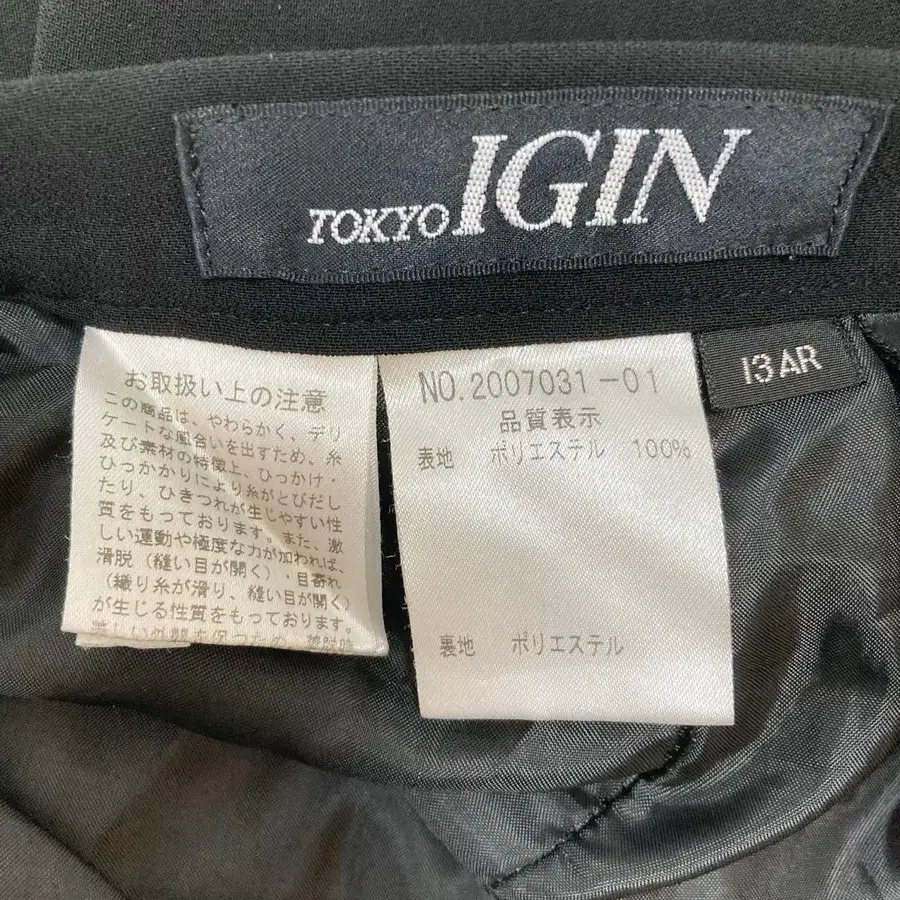 TOKYO IGIN
13 AR
NO.2007031-01
品質表示
表地 ポリエステル 100%
裏地 ポリエステル
お取扱い上の注意
この商品は、やわらかく、デリ
ケートな風合いを出すため、糸
及び素材の特徴上、ひっかけ・
ひっかかりにより糸がとびだし
たり、ひきつれが生じやすい性
質をもっております。また、激
しい運動や極度な力が加われば、
滑脱（縫い目が開く）・目寄れ
（織り糸が滑り、縫い目が開く）
が生じる性質をもっております。